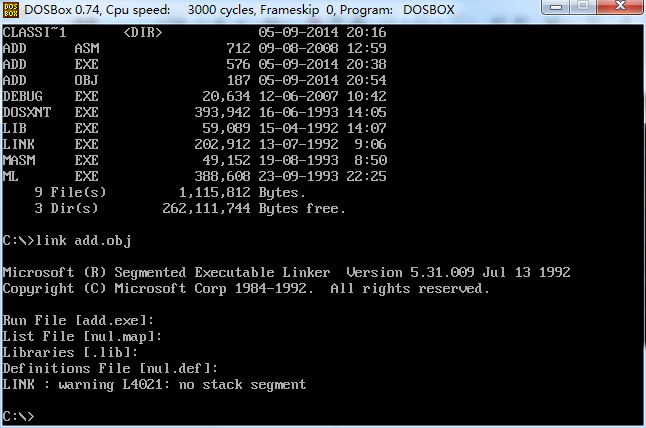 DOSBox 0.74, Cpu speed: 3000 cycles, Frameskip 0, Program: DOSBOX
CLASSI~1 <DIR> 05-09-2014 20:16
ADD ASM 712 09-08-2008 12:59
ADD EXE 576 05-09-2014 20:38
ADD OBJ 187 05-09-2014 20:54
DEBUG EXE 20,634 12-06-2007 10:42
DOSXNT EXE 393,942 16-06-1993 14:05
LIB EXE 59,089 15-04-1992 14:07
LINK EXE 202,912 13-07-1992 9:06
MASM EXE 49,152 19-08-1993 8:50
ML EXE 388,608 23-09-1993 22:25
9 File(s) 1,115,812 Bytes.
3 Dir(s) 262,111,744 Bytes free.
C:\>link add.obj
Microsoft (R) Segmented Executable Linker Version 5.31.009 Jul 13 1992
Copyright (C) Microsoft Corp 1984-1992. All rights reserved.
Run File [add.exe]:
List File [nul.map]:
Libraries [.lib]:
Definitions File [nul.def]:
LINK : warning L4021: no stack segment
C:\>